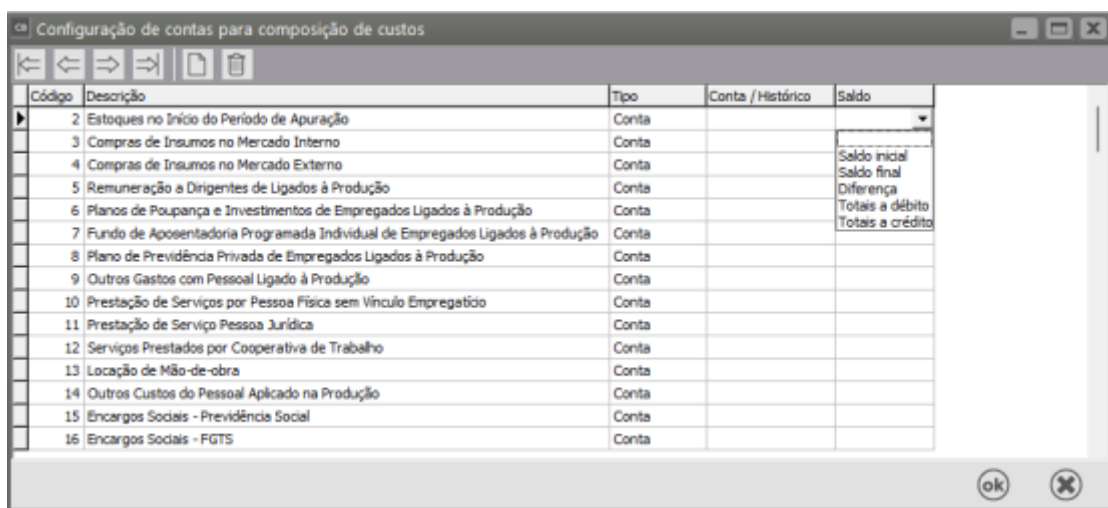 CB Configuração de contas para composição de custos
Código Descrição Tipo Conta / Histórico Saldo
2 Estoques no Início do Período de Apuração Conta
3 Compras de Insumos no Mercado Interno Conta
4 Compras de Insumos no Mercado Externo Conta Saldo inicial
Saldo final
5 Remuneração a Dirigentes de Ligados à Produção Conta Diferença
6 Planos de Poupança e Investimentos de Empregados Ligados à Produção Conta Totais a débito
7 Fundo de Aposentadoria Programada Individual de Empregados Ligados à Produção Conta Totais a crédito
8 Plano de Previdência Privada de Empregados Ligados à Produção Conta
9 Outros Gastos com Pessoal Ligado à Produção Conta
10 Prestação de Serviços por Pessoa Física sem Vínculo Empregatício Conta
11 Prestação de Serviço Pessoa Jurídica Conta
12 Serviços Prestados por Cooperativa de Trabalho Conta
13 Locação de Mão-de-obra Conta
14 Outros Custos do Pessoal Aplicado na Produção Conta
15 Encargos Sociais - Previdência Social Conta
16 Encargos Sociais - FGTS Conta
ok